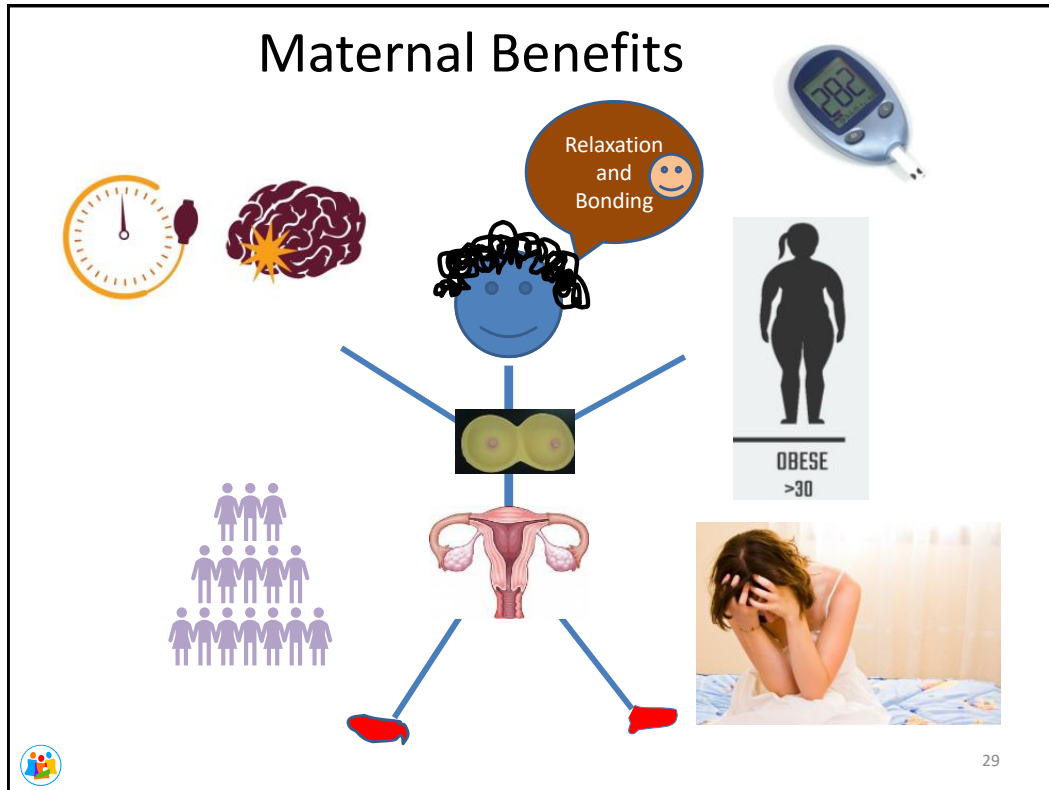 Maternal Benefits
282
Relaxation
and
Bonding
OBESE
>30
29